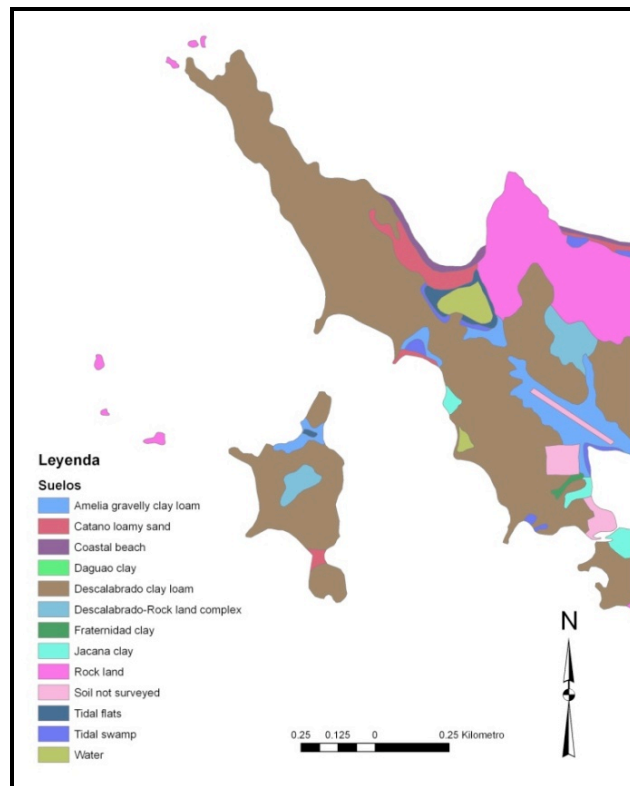 Leyenda
Suelos
Amelia gravelly clay loam
Catano loamy sand
Coastal beach
Daguao clay
Descalabrado clay loam
Descalabrado-Rock land complex
Fraternidad clay
Jacana clay
Rock land
Soil not surveyed
Tidal flats
Tidal swamp
Water
N
0.25 0.125 0 0.25 Kilometro